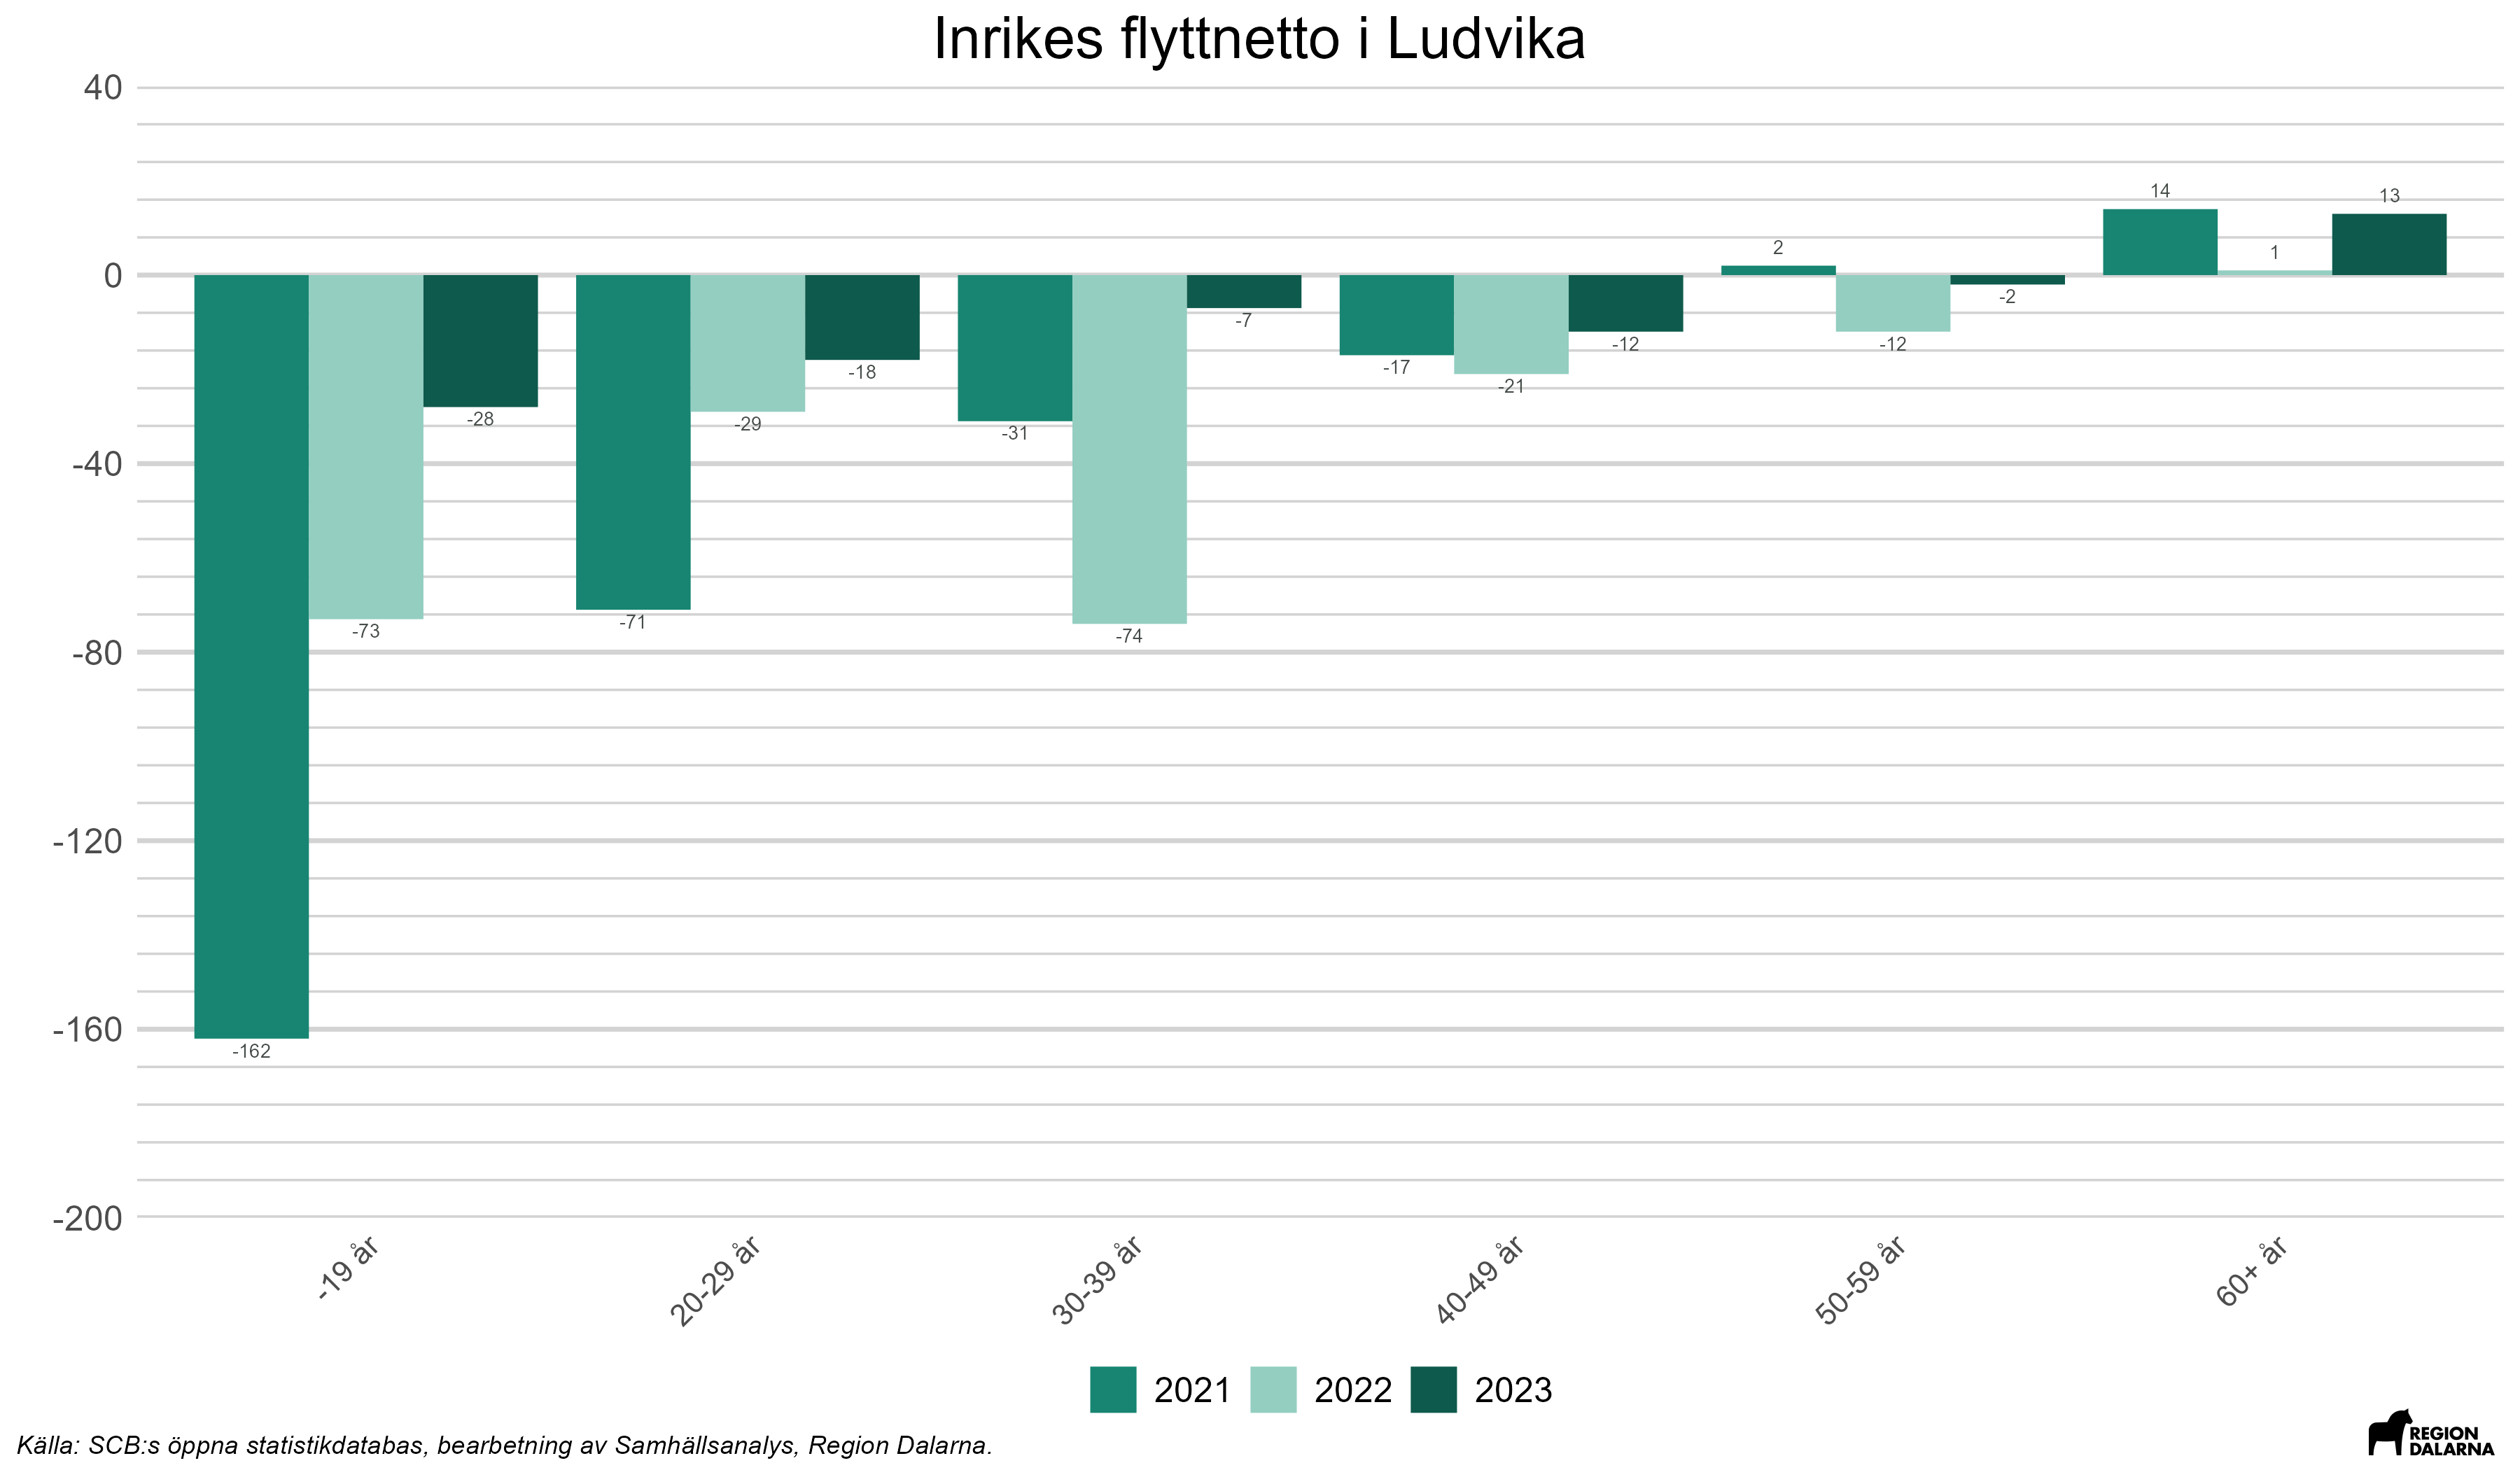 Inrikes flyttnetto i Ludvika
40
0
-40
-80
-120
-160
-200
-162
-73
-28
-71
-29
-18
-31
-74
-7
-17
-21
-12
2
-12
-2
14
1
13
-19 år
20-29 år
30-39 år
40-49 år
50-59 år
60+ år
2021 2022 2023
Källa: SCB:s öppna statistikdatabas, bearbetning av Samhällsanalys, Region Dalarna.
REGION
DALARNA